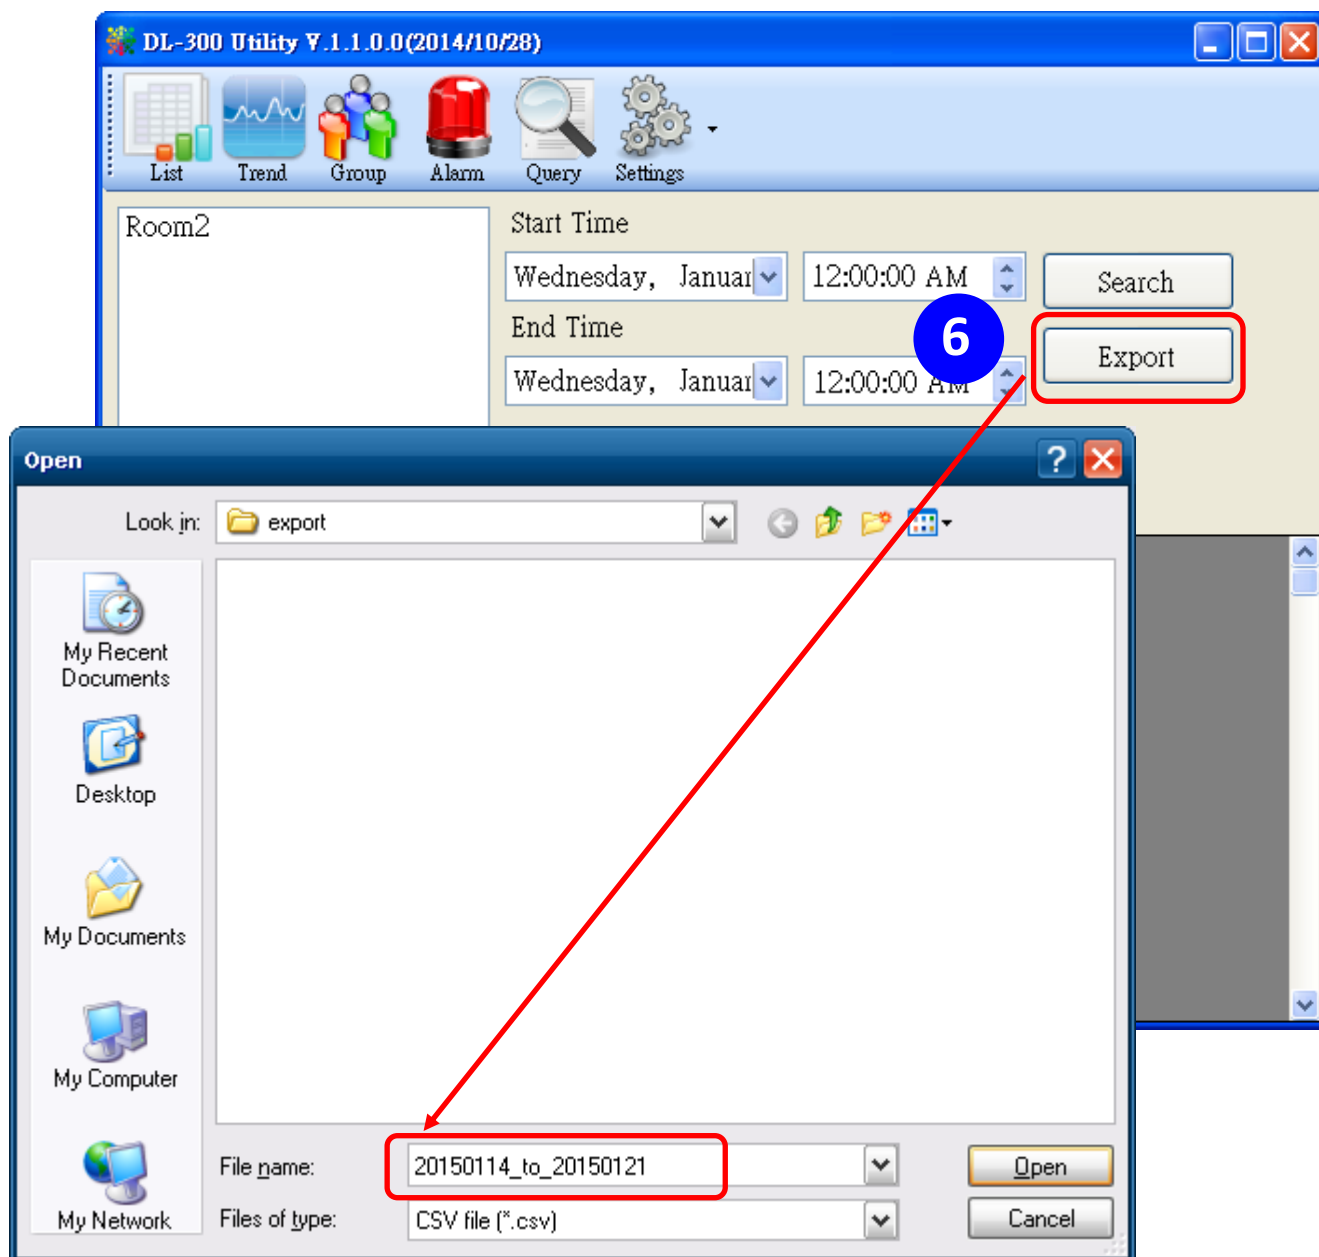 DL-300 Utility V.1.1.0.0(2014/10/28)
List Trend Group Alarm Query Settings
Room2
Start Time
Wednesday, Januar 12:00:00 AM
Search
End Time
6
Export
Wednesday, Januar 12:00:00 AM
Open
Look in: export
My Recent
Documents
Desktop
My Documents
My Computer
My Network
File name: 20150114_to_20150121
Open
Files of type: CSV file (*.csv)
Cancel